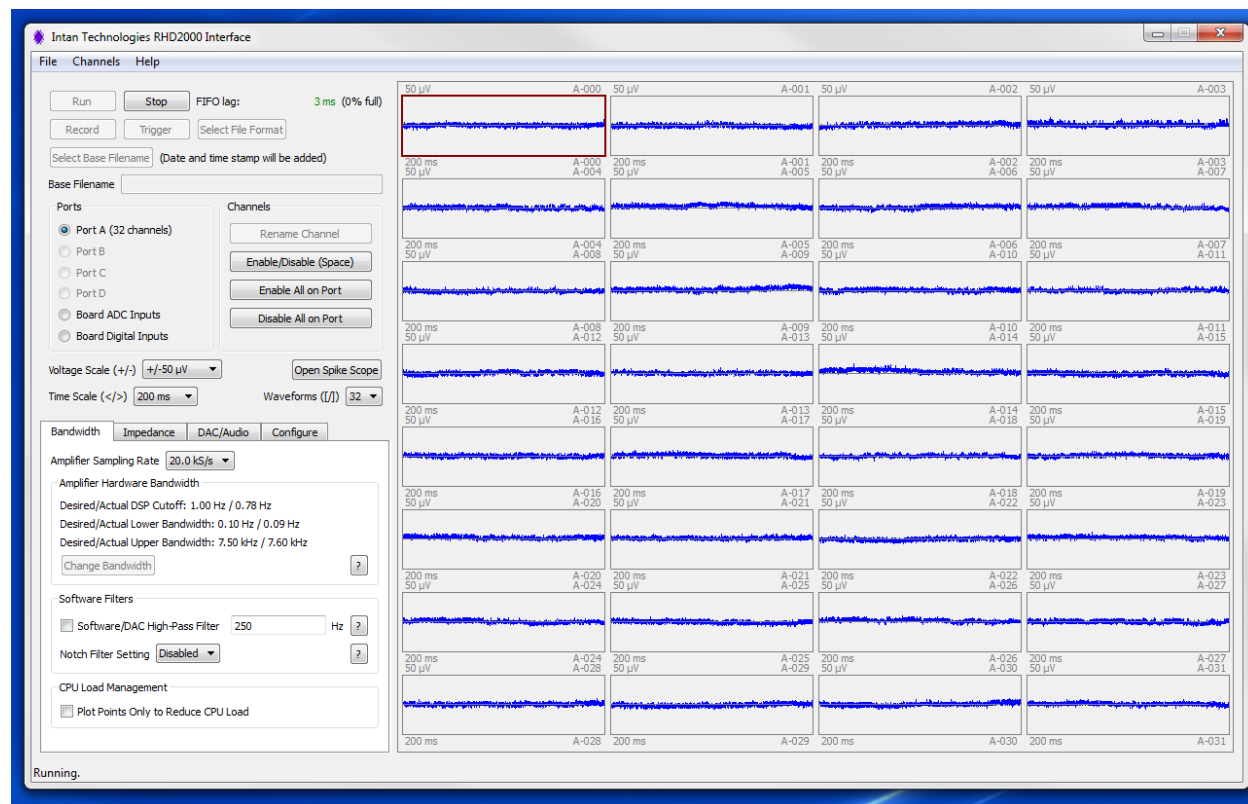 Intan Technologies RHD2000 Interface
File Channels Help
Run Stop FIFO lag: 3 ms (0% full)
Record Trigger Select File Format
Select Base Filename (Date and time stamp will be added)
Base Filename
Ports
Port A (32 channels)
Port B
Port C
Port D
Board ADC Inputs
Board Digital Inputs
Channels
Rename Channel
Enable/Disable (Space)
Enable All on Port
Disable All on Port
Voltage Scale (+/-) +/-50 µV Open Spike Scope
Time Scale (</>) 200 ms Waveforms ([/]) 32
Bandwidth Impedance DAC/Audio Configure
Amplifier Sampling Rate 20.0 kS/s
Amplifier Hardware Bandwidth
Desired/Actual DSP Cutoff: 1.00 Hz / 0.78 Hz
Desired/Actual Lower Bandwidth: 0.10 Hz / 0.09 Hz
Desired/Actual Upper Bandwidth: 7.50 kHz / 7.60 kHz
Change Bandwidth ?
Software Filters
Software/DAC High-Pass Filter 250 Hz ?
Notch Filter Setting Disabled ?
CPU Load Management
Plot Points Only to Reduce CPU Load
50 µV A-000 50 µV A-001 50 µV A-002 50 µV A-003
200 ms A-000 200 ms A-001 200 ms A-002 200 ms A-003
50 µV A-004 50 µV A-005 50 µV A-006 50 µV A-007
200 ms A-004 200 ms A-005 200 ms A-006 200 ms A-007
50 µV A-008 50 µV A-009 50 µV A-010 50 µV A-011
200 ms A-008 200 ms A-009 200 ms A-010 200 ms A-011
50 µV A-012 50 µV A-013 50 µV A-014 50 µV A-015
200 ms A-012 200 ms A-013 200 ms A-014 200 ms A-015
50 µV A-016 50 µV A-017 50 µV A-018 50 µV A-019
200 ms A-016 200 ms A-017 200 ms A-018 200 ms A-019
50 µV A-020 50 µV A-021 50 µV A-022 50 µV A-023
200 ms A-020 200 ms A-021 200 ms A-022 200 ms A-023
50 µV A-024 50 µV A-025 50 µV A-026 50 µV A-027
200 ms A-024 200 ms A-025 200 ms A-026 200 ms A-027
50 µV A-028 50 µV A-029 50 µV A-030 50 µV A-031
200 ms A-028 200 ms A-029 200 ms A-030 200 ms A-031
Running.